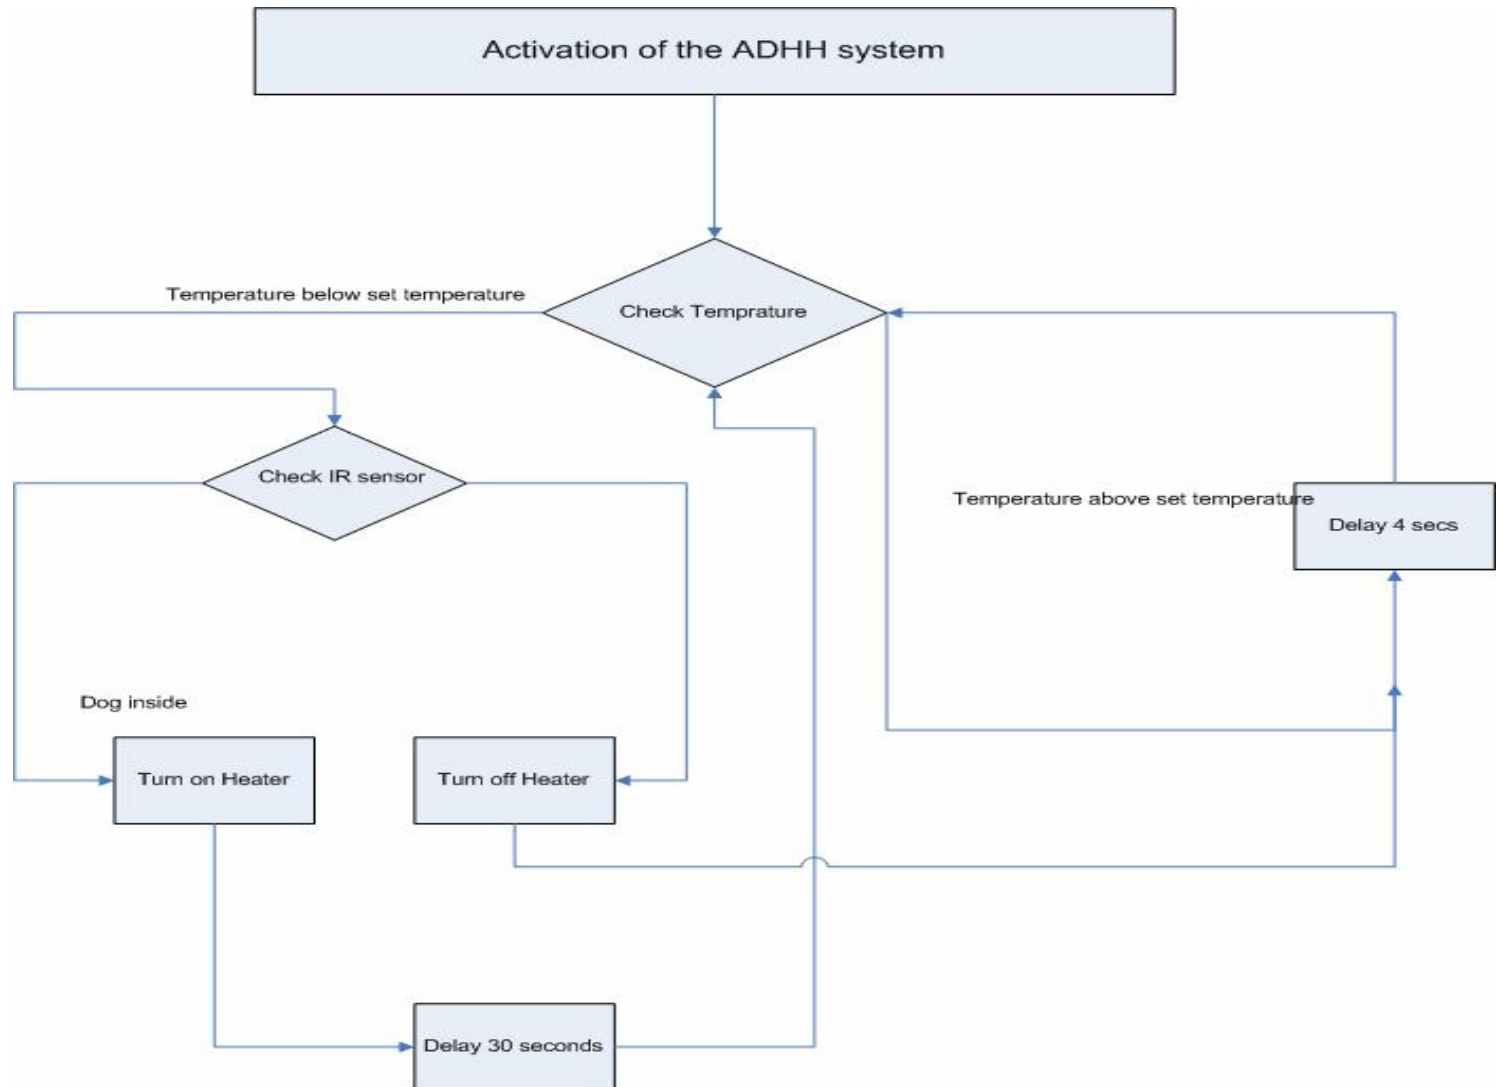 Activation of the ADHH system
Temperature below set temperature
Check Temprature
Check IR sensor
Temperature above set temperature
Delay 4 secs
Dog inside
Turn on Heater
Turn off Heater
Delay 30 seconds